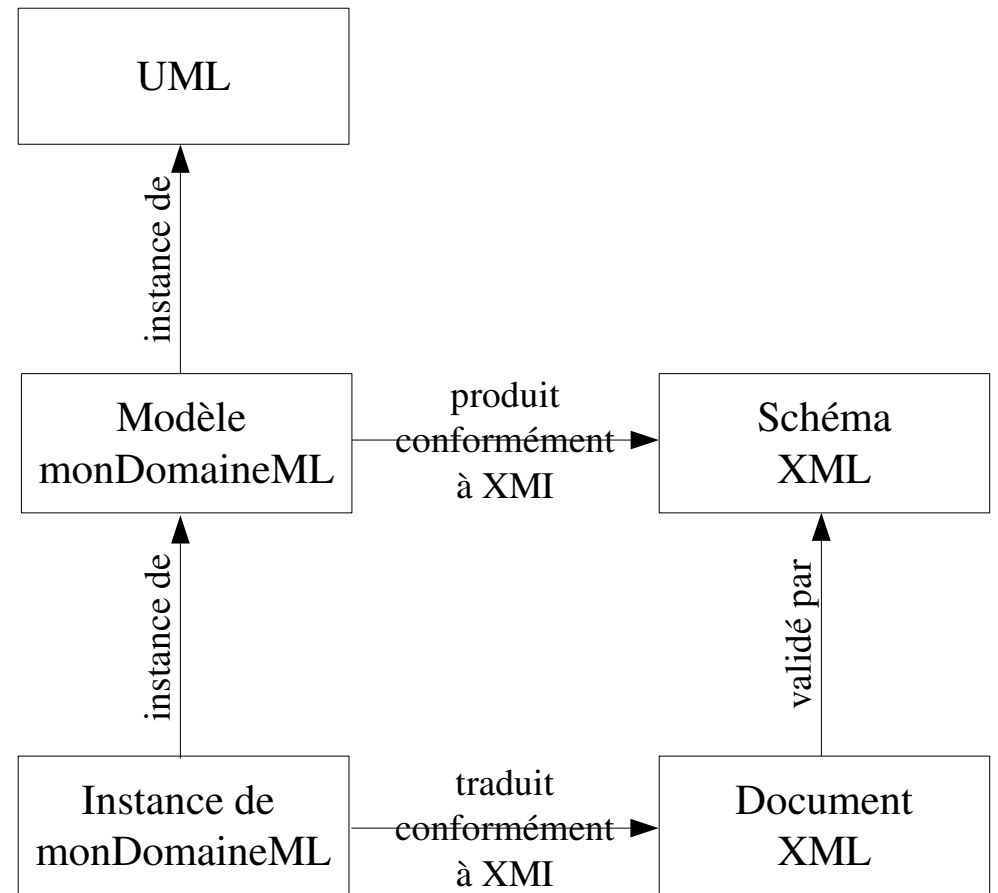 UML
instance de
Modèle
monDomaineML
produit
conformément
à XMI
Schéma
XML
instance de
validé par
Instance de
monDomaineML
traduit
conformément
à XMI
Document
XML